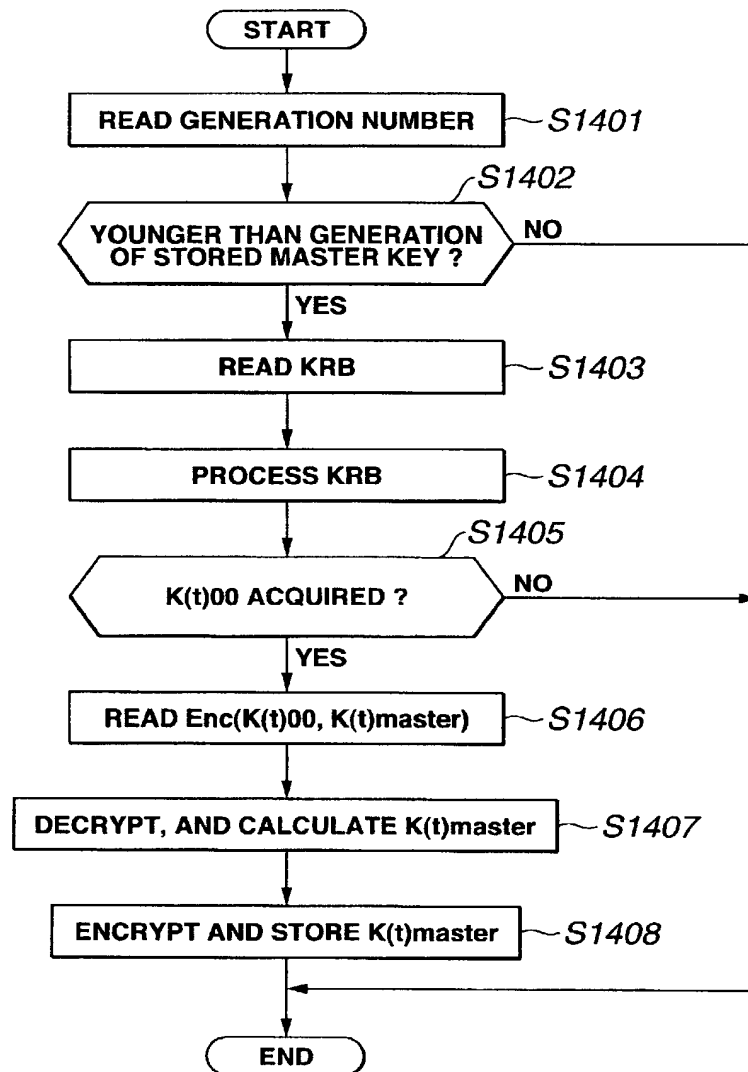 START
READ GENERATION NUMBER
S1401
S1402
YOUNGER THAN GENERATION
OF STORED MASTER KEY ?
NO
YES
READ KRB
S1403
PROCESS KRB
S1404
S1405
K(t)00 ACQUIRED ?
NO
YES
READ Enc(K(t)00, K(t)master)
S1406
DECRYPT, AND CALCULATE K(t)master
S1407
ENCRYPT AND STORE K(t)master
S1408
END